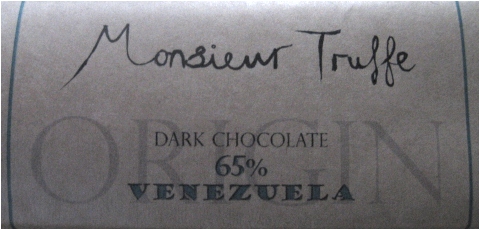 Monsieur Truffe
ORIGIN
DARK CHOCOLATE
65%
VENEZUELA